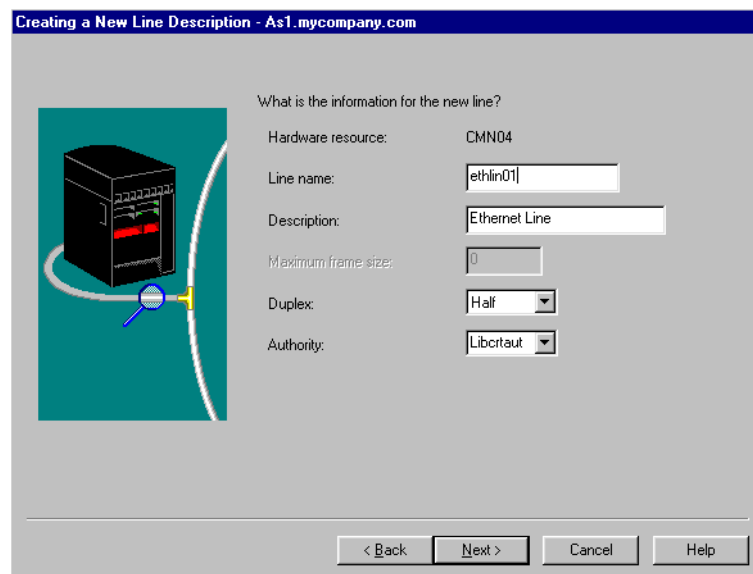 Creating a New Line Description - As1.mycompany.com
What is the information for the new line?
Hardware resource: CMN04
Line name: ethlin01
Description: Ethernet Line
Maximum frame size: 0
Duplex: Half
Authority: Libcrtaut
< Back Next > Cancel Help